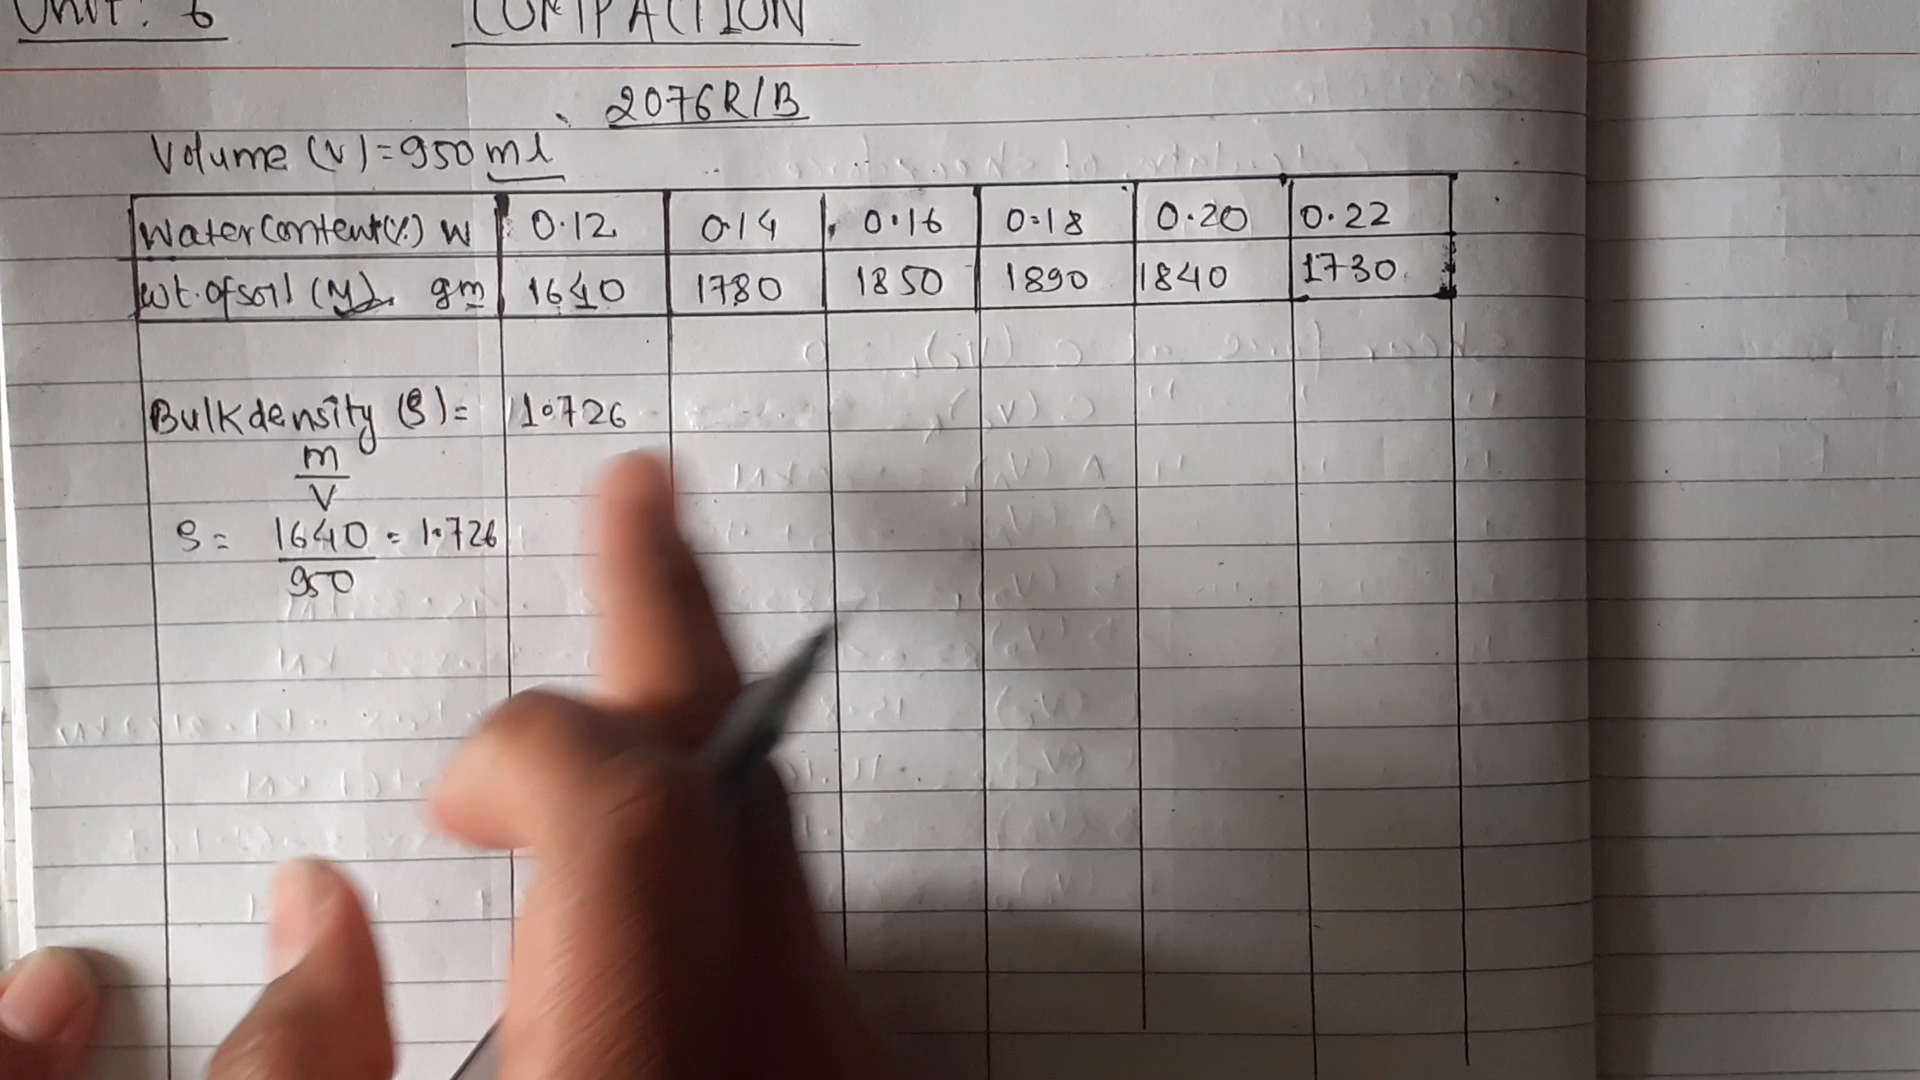 Unit: 6 COMPACTION
2076 R/B
Volume (V) = 950 ml
Water Content (%) W 0.12 0.14 0.16 0.18 0.20 0.22
Wt. of soil (M) gm 1640 1780 1850 1890 1840 1730
Bulk density (ρ) = 1.726
m
V
ρ = 1640 = 1.726
950